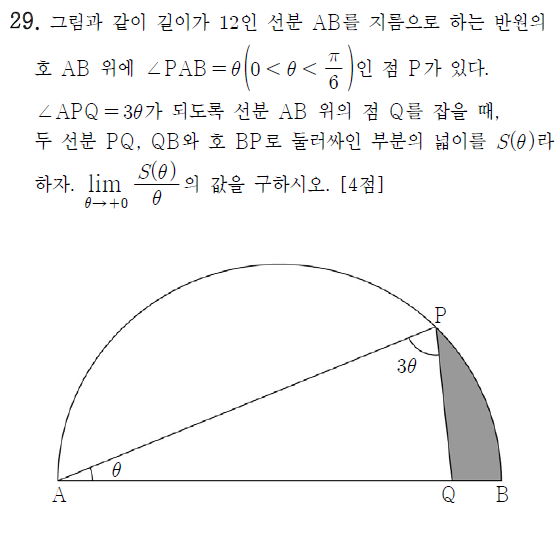 29. 그림과 같이 길이가 12인 선분 AB를 지름으로 하는 반원의
호 AB 위에 ∠PAB=θ(0<θ<π/6)인 점 P가 있다.
∠APQ=3θ가 되도록 선분 AB 위의 점 Q를 잡을 때,
두 선분 PQ, QB와 호 BP로 둘러싸인 부분의 넓이를 S(θ)라
하자. lim θ→+0 S(θ)/θ의 값을 구하시오. [4점]
P
3θ
θ
A Q B